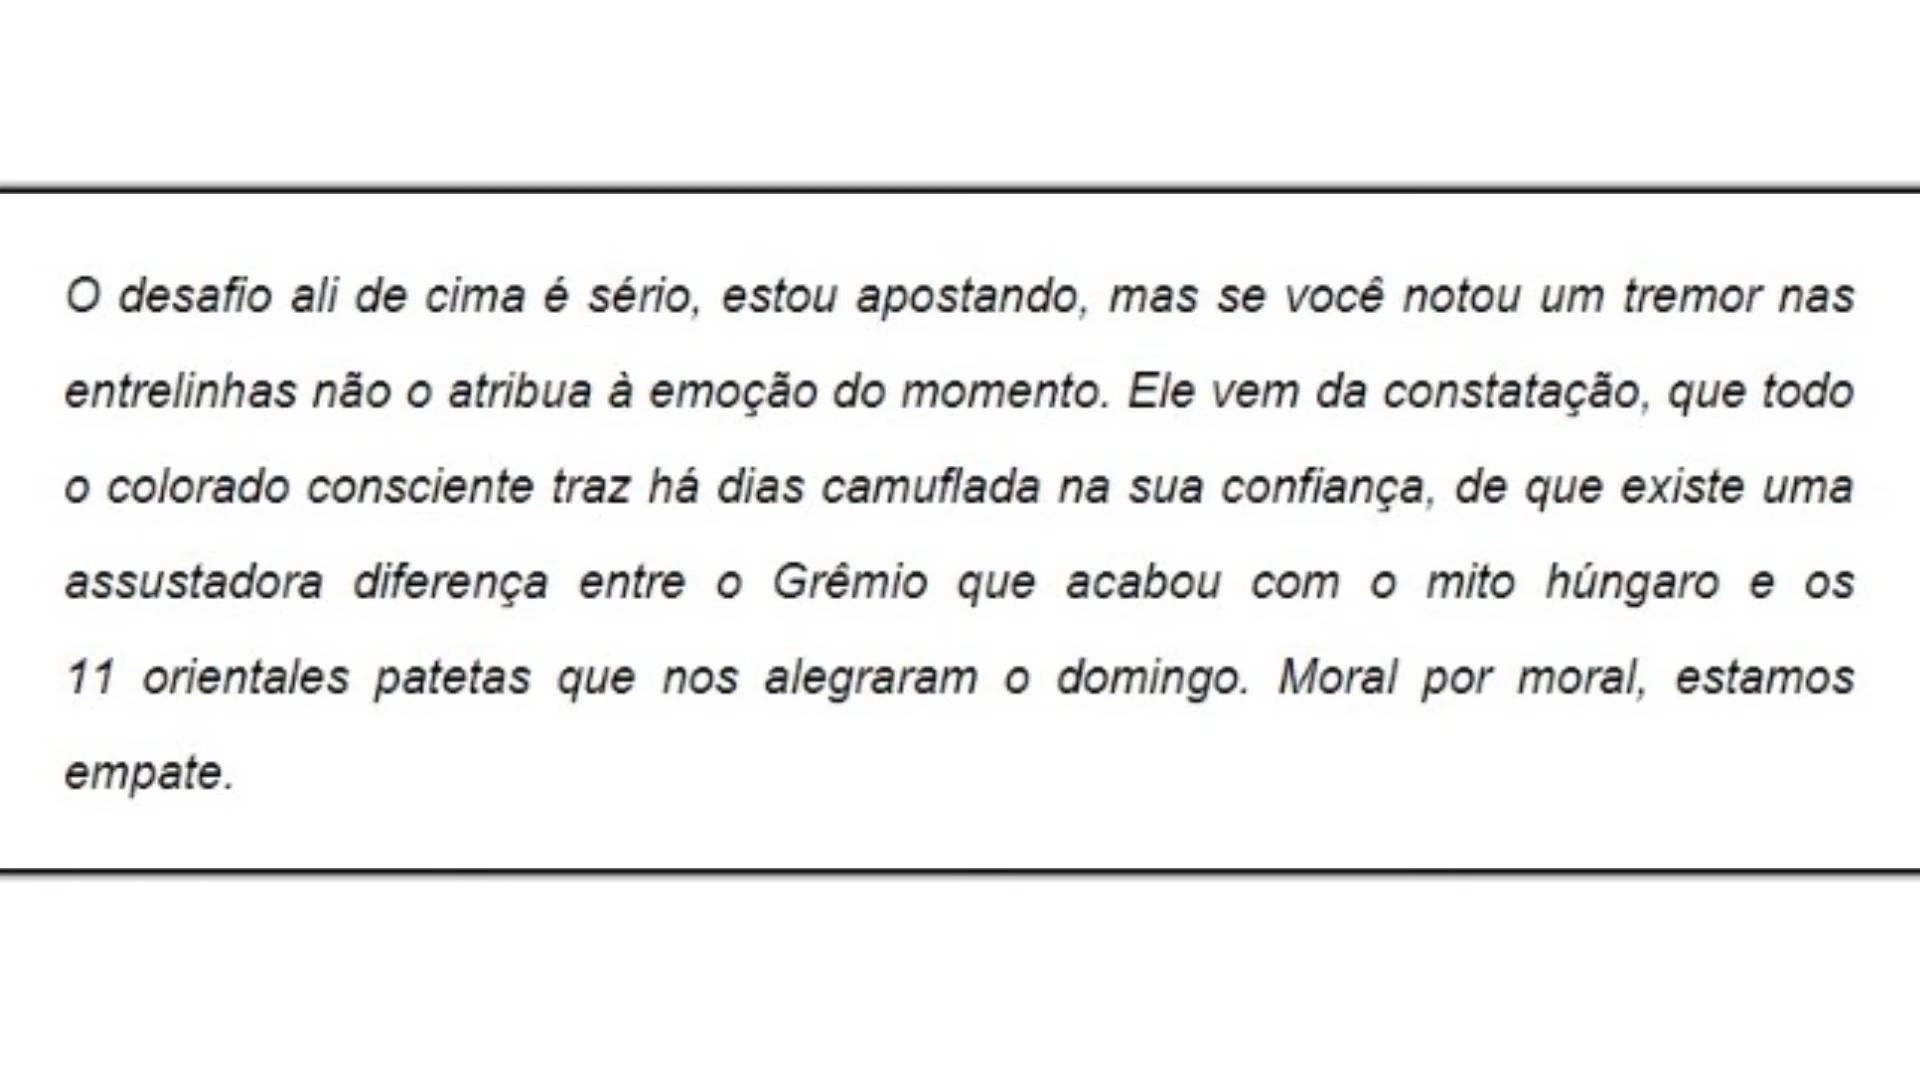 O desafio ali de cima é sério, estou apostando, mas se você notou um tremor nas
entrelinhas não o atribua à emoção do momento. Ele vem da constatação, que todo
o colorado consciente traz há dias camuflada na sua confiança, de que existe uma
assustadora diferença entre o Grêmio que acabou com o mito húngaro e os
11 orientales patetas que nos alegraram o domingo. Moral por moral, estamos
empate.